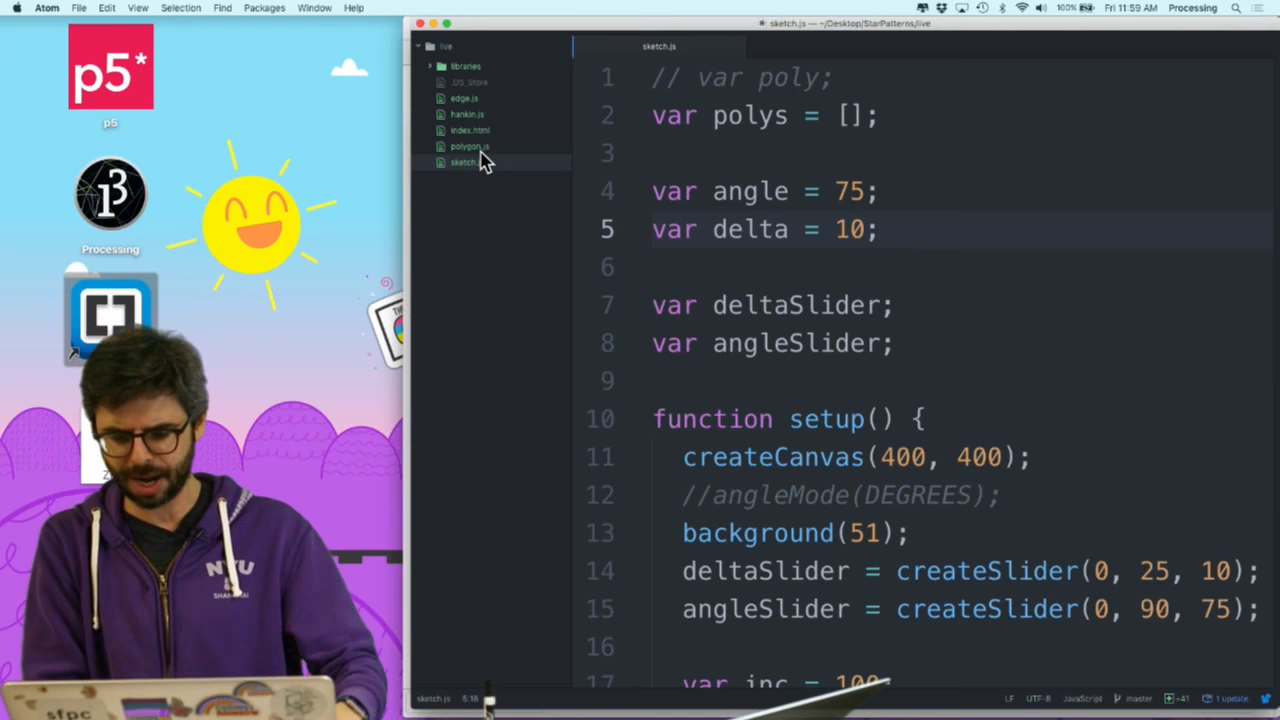 Atom File Edit View Selection Find Packages Window Help
100% Fri 11:59 AM Processing
sketch.js — ~/Desktop/StarPatterns/live
live
libraries
.DS_Store
edge.js
hankin.js
index.html
polygon.js
sketch.
sketch.js
1 // var poly;
2 var polys = [];
3
4 var angle = 75;
5 var delta = 10;
6
7 var deltaSlider;
8 var angleSlider;
9
10 function setup() {
11 createCanvas(400, 400);
12 //angleMode(DEGREES);
13 background(51);
14 deltaSlider = createSlider(0, 25, 10);
15 angleSlider = createSlider(0, 90, 75);
16
17 var inc = 100
sketch.js 5:16
LF UTF-8 JavaScript master +41 1 update
p5*
p5
Processing
NYU
SHANGHAI
sfpc